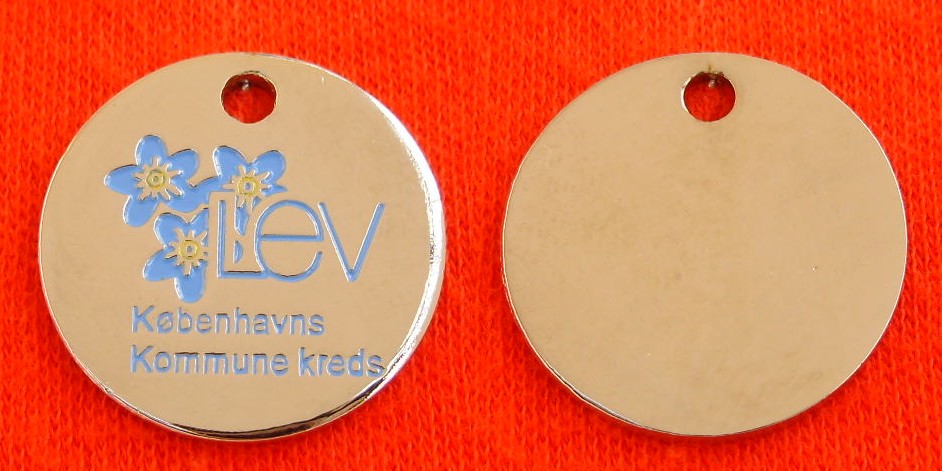 Lev
Københavns
Kommune kreds